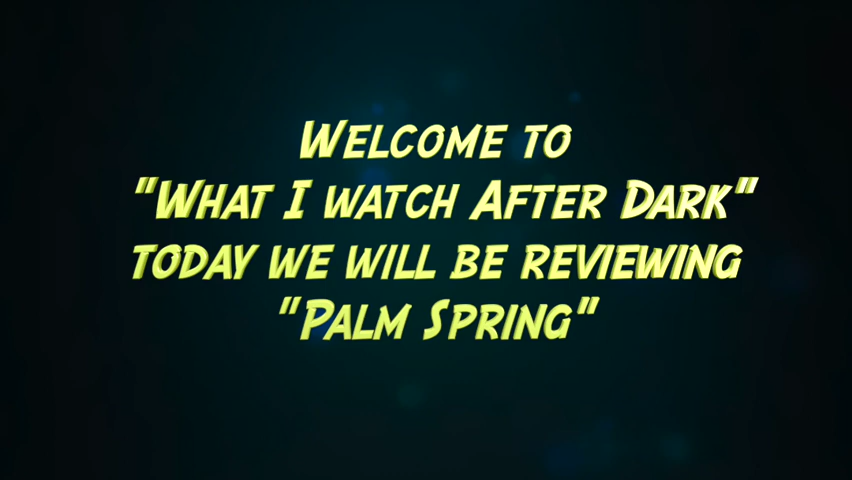 Welcome to
"What I watch After Dark"
today we will be reviewing
"Palm Spring"